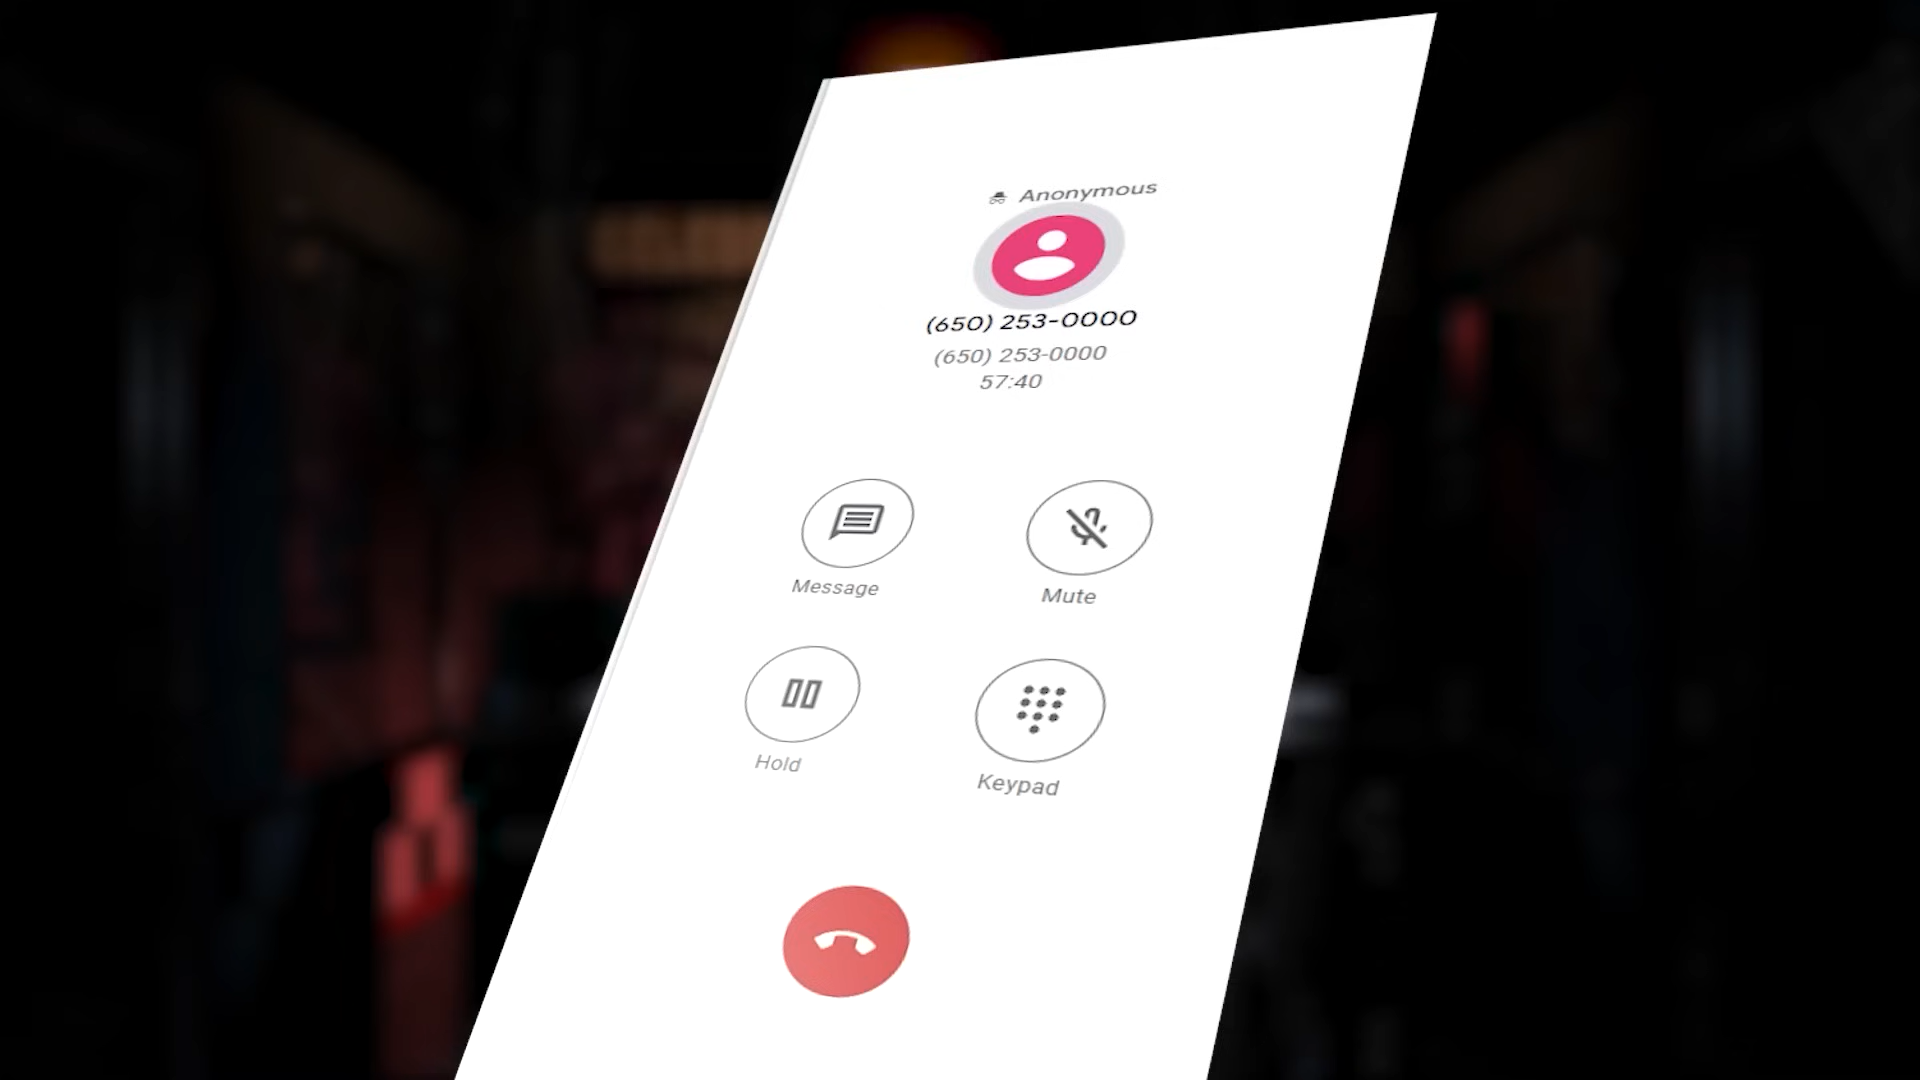 Anonymous
(650) 253-0000
(650) 253-0000
57:40
Message
Mute
Hold
Keypad